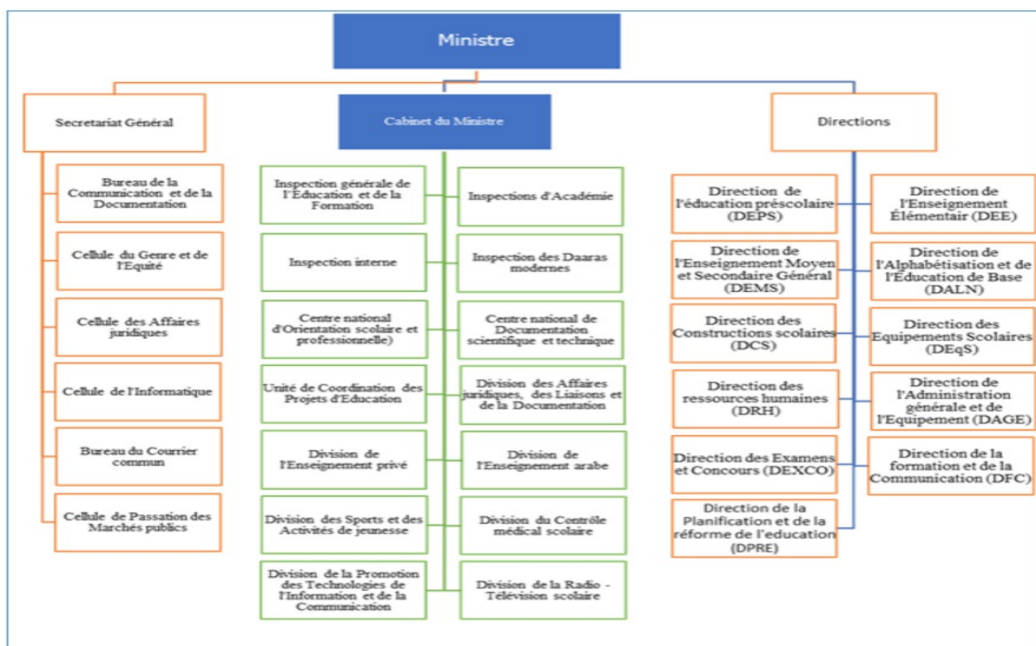 Ministre
Secretariat Général
Cabinet du Ministre
Directions
Bureau de la
Communication et de la
Documentation
Cellule du Genre et de
l'Equité
Cellule des Affaires
juridiques
Cellule de l'Informatique
Bureau du Courrier
commun
Cellule de Passation des
Marchés publics
Inspection générale de
l'Éducation et de la
Formation
Inspections d'Académie
Inspection interne
Inspection des Daaras
modernes
Centre national
d'Orientation scolaire et
professionnelle)
Centre national de
Documentation
scientifique et technique
Unité de Coordination des
Projets d'Education
Division des Affaires
juridiques, des Liaisons et
de la Documentation
Division de
l'Enseignement privé
Division de
l'Enseignement arabe
Division des Sports et des
Activités de jeunesse
Division du Contrôle
médical scolaire
Division de la Promotion
des Technologies de
l'Information et de la
Communication
Division de la Radio -
Télévision scolaire
Direction de
l'éducation préscolaire
(DEPS)
Direction de
l'Enseignement
Élémentair (DEE)
Direction de
l'Enseignement Moyen
et Secondaire Général
(DEMS)
Direction de
l'Alphabétisation et de
l'Éducation de Base
(DALN)
Direction des
Constructions scolaires
(DCS)
Direction des
Equipements Scolaires
(DEqS)
Direction des
ressources humaines
(DRH)
Direction de
l'Administration
générale et de
l'Equipement (DAGE)
Direction des Examens
et Concours (DEXCO)
Direction de la
formation et de la
Communication (DFC)
Direction de la
Planification et de la
réforme de l'education
(DPRE)